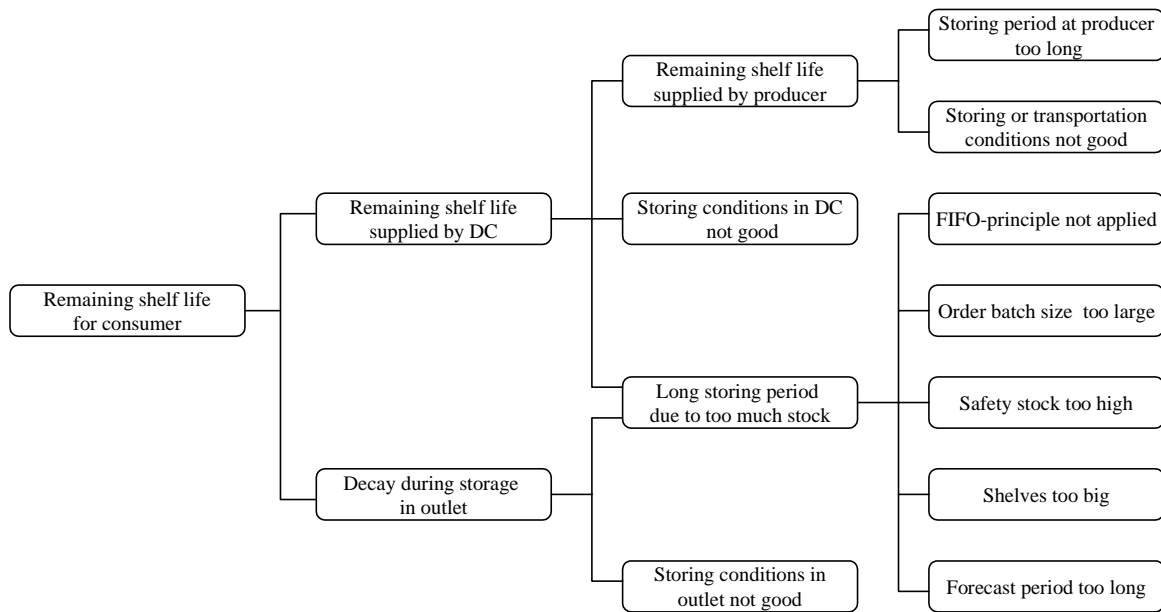 Remaining shelf life
for consumer
Remaining shelf life
supplied by DC
Decay during storage
in outlet
Remaining shelf life
supplied by producer
Storing conditions in DC
not good
Long storing period
due to too much stock
Storing conditions in
outlet not good
Storing period at producer
too long
Storing or transportation
conditions not good
FIFO-principle not applied
Order batch size  too large
Safety stock too high
Shelves too big
Forecast period too long